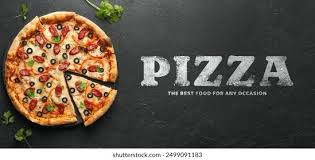 PIZZA
THE BEST FOOD FOR ANY OCCASION
shutterstock.com · 2499091183